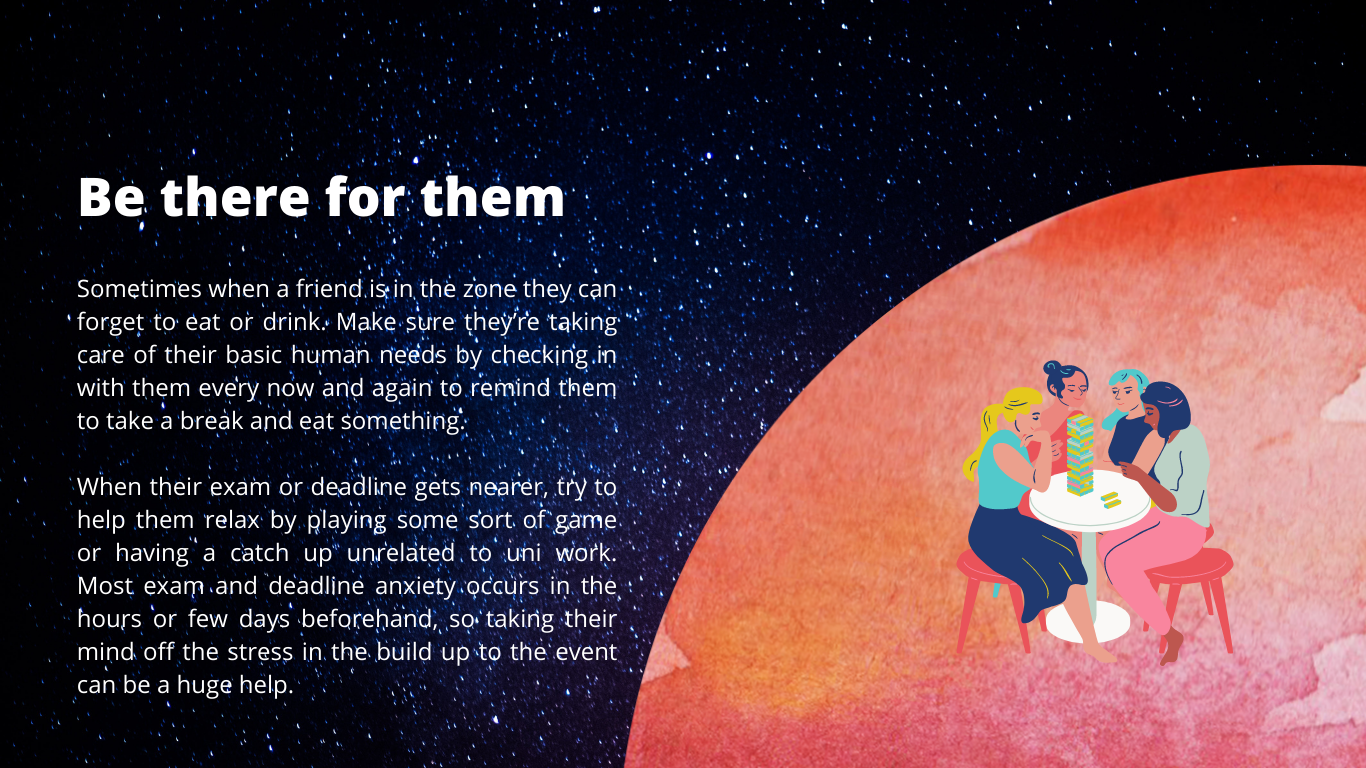 Be there for them
Sometimes when a friend is in the zone they can
forget to eat or drink. Make sure they're taking
care of their basic human needs by checking in
with them every now and again to remind them
to take a break and eat something.
When their exam or deadline gets nearer, try to
help them relax by playing some sort of game
or having a catch up unrelated to uni work.
Most exam and deadline anxiety occurs in the
hours or few days beforehand, so taking their
mind off the stress in the build up to the event
can be a huge help.